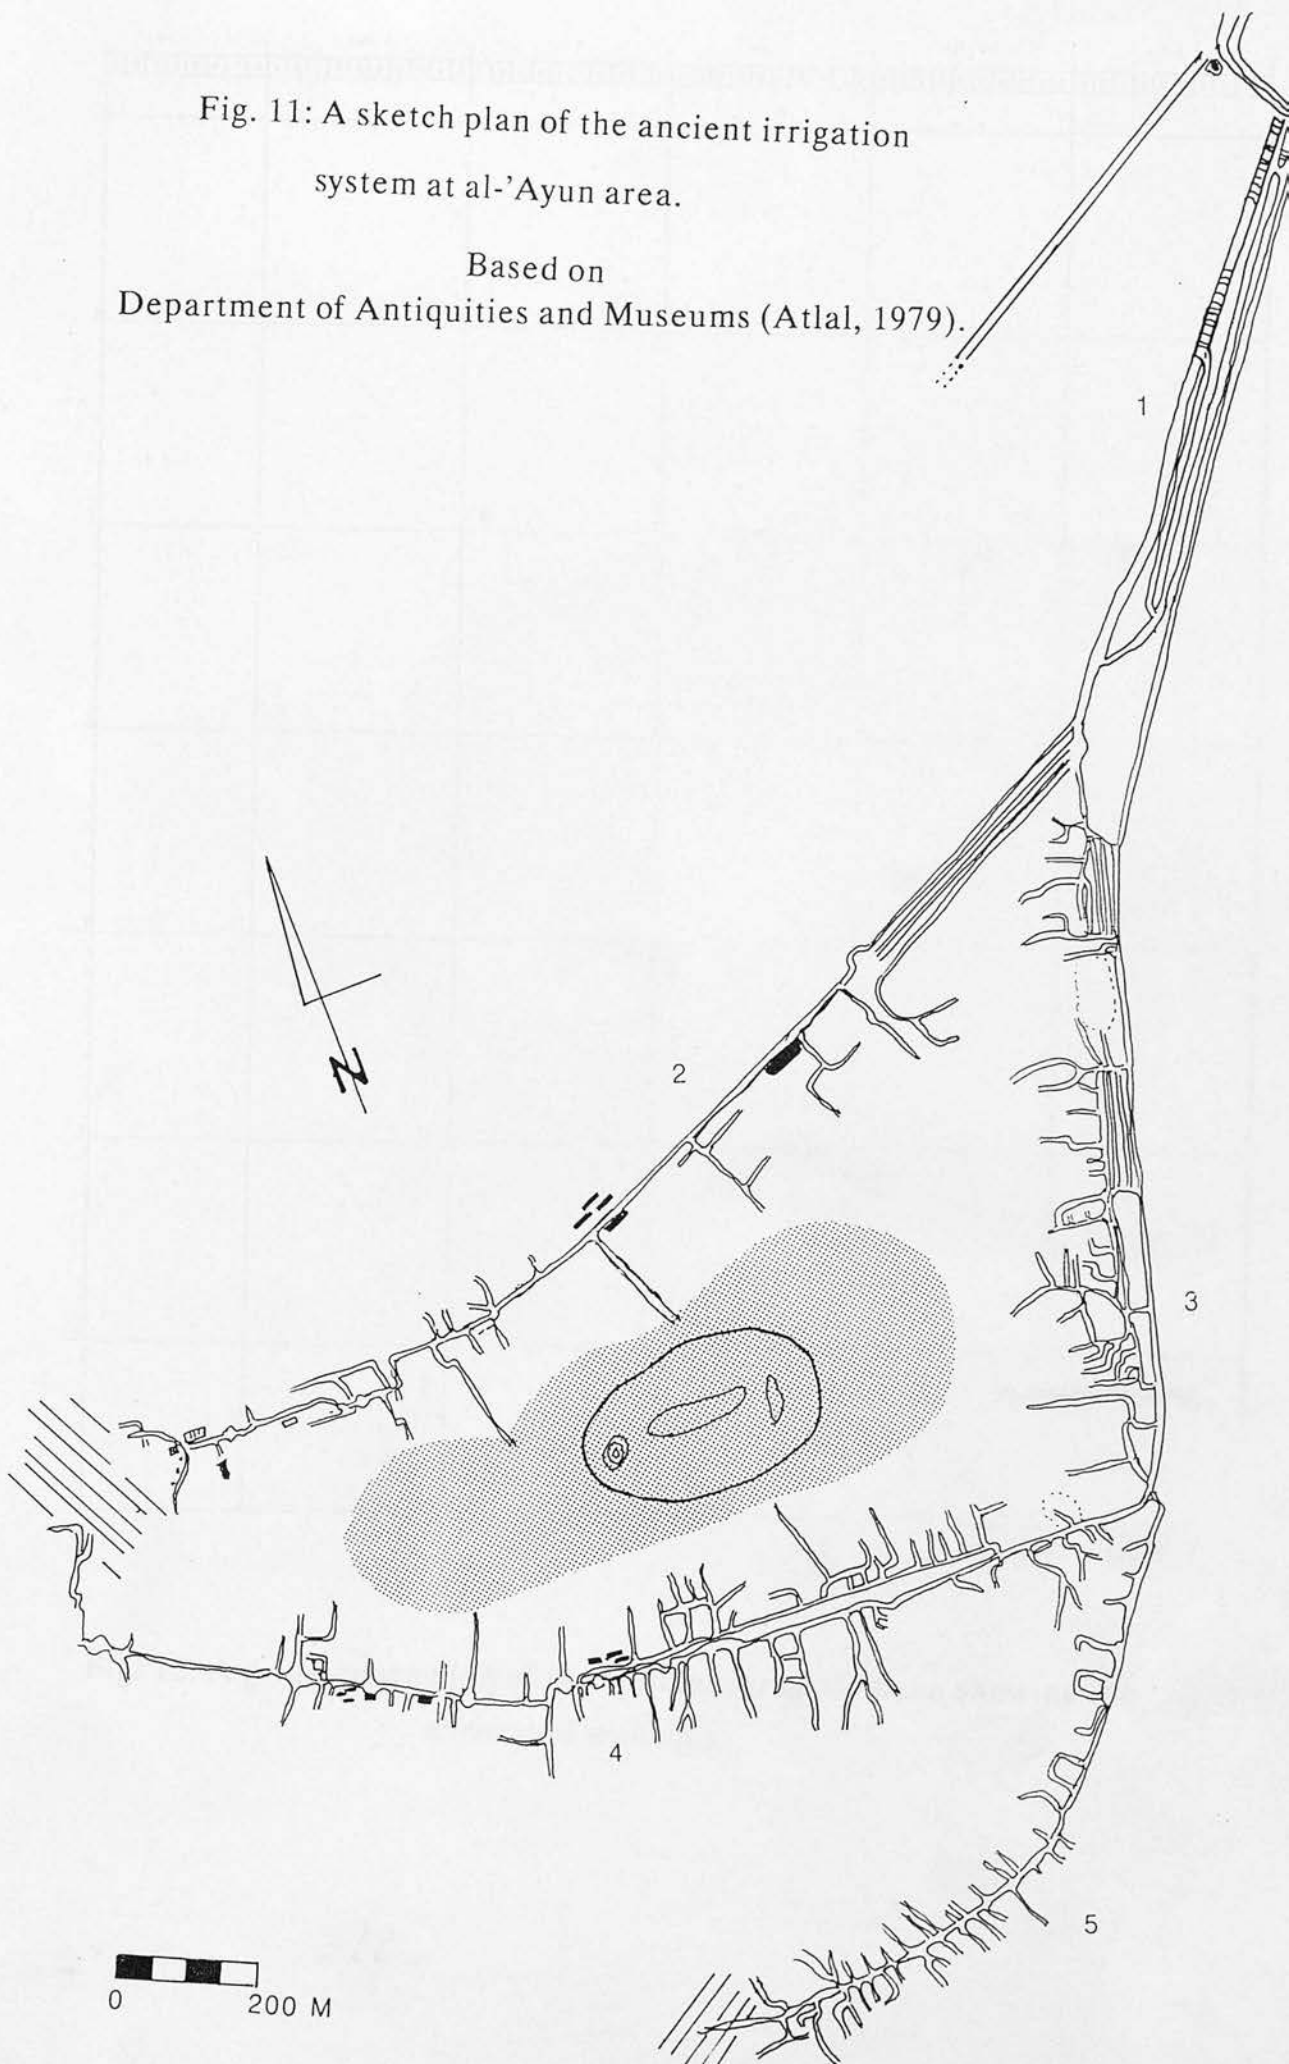 Fig. 11: A sketch plan of the ancient irrigation
system at al-’Ayun area.
Based on
Department of Antiquities and Museums (Atlal, 1979).
1
2
N
3
4
5
0 200 M